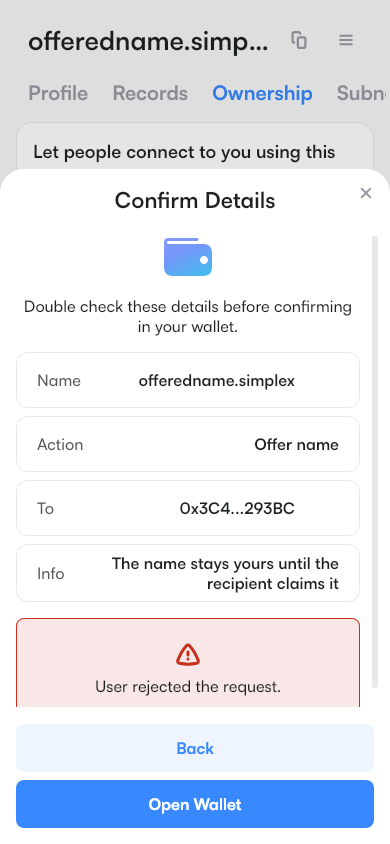 offeredname.simp...
Profile Records Ownership Subn
Let people connect to you using this
Confirm Details
Double check these details before confirming
in your wallet.
Name offeredname.simplex
Action Offer name
To 0x3C4...293BC
Info The name stays yours until the
recipient claims it
User rejected the request.
Back
Open Wallet